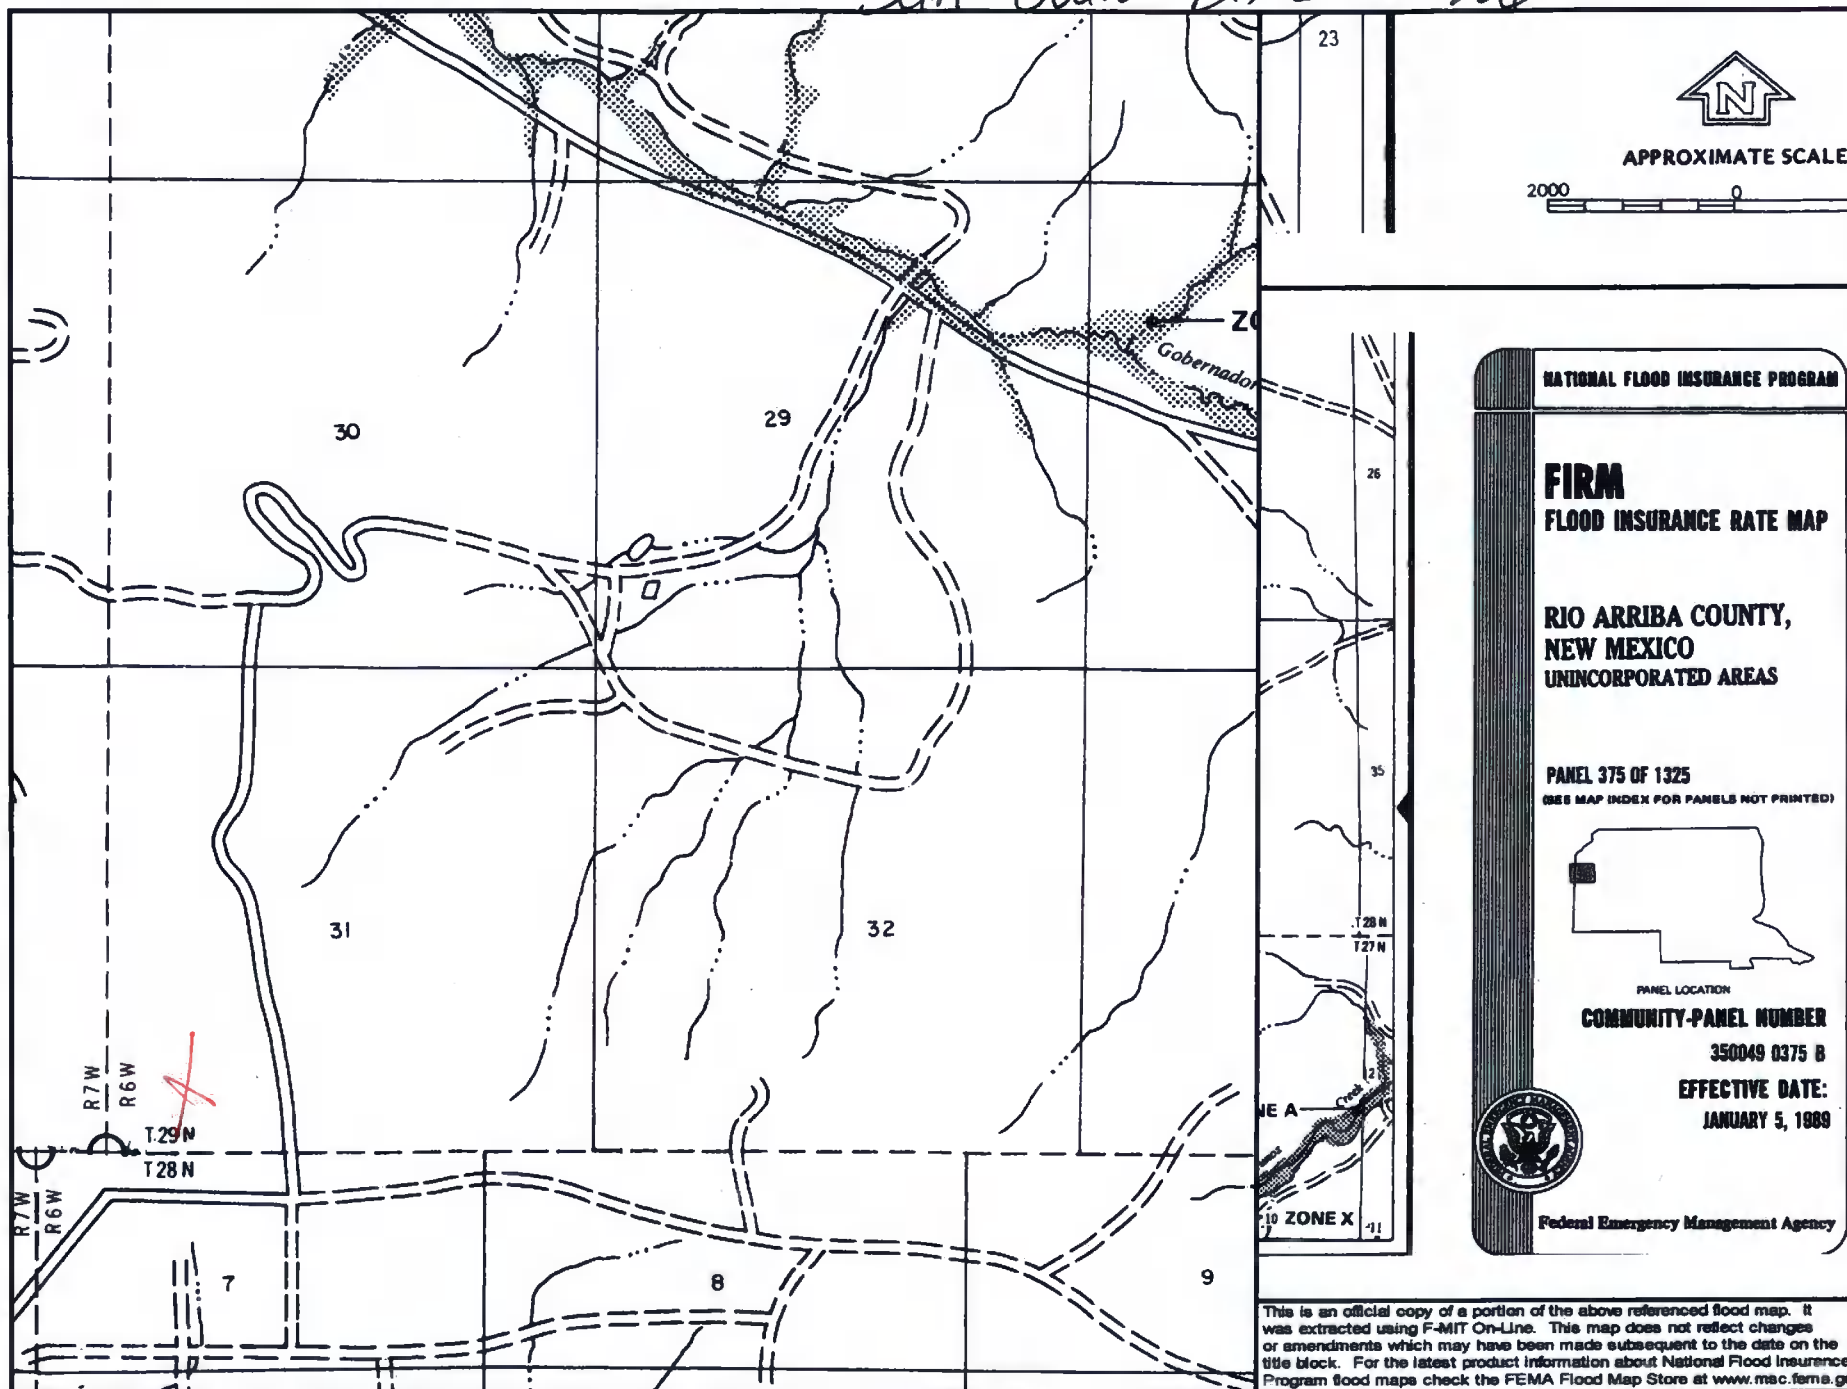 23
N
APPROXIMATE SCALE
2000 0
NATIONAL FLOOD INSURANCE PROGRAM
FIRM
FLOOD INSURANCE RATE MAP
RIO ARRIBA COUNTY,
NEW MEXICO
UNINCORPORATED AREAS
PANEL 375 OF 1325
(SEE MAP INDEX FOR PANELS NOT PRINTED)
PANEL LOCATION
COMMUNITY-PANEL NUMBER
350049 0375 B
EFFECTIVE DATE:
JANUARY 5, 1989
Federal Emergency Management Agency
Gobernador
30
29
26
31
32
35
T 28 N
T 27 N
R7W
R6W
T.29 N
T 28 N
R7W
R6W
NE A
Creek
2
10 ZONE X 11
7
8
9
This is an official copy of a portion of the above referenced flood map. It
was extracted using F-MIT On-Line. This map does not reflect changes
or amendments which may have been made subsequent to the date on the
title block. For the latest product information about National Flood Insurance
Program flood maps check the FEMA Flood Map Store at www.msc.fema.g